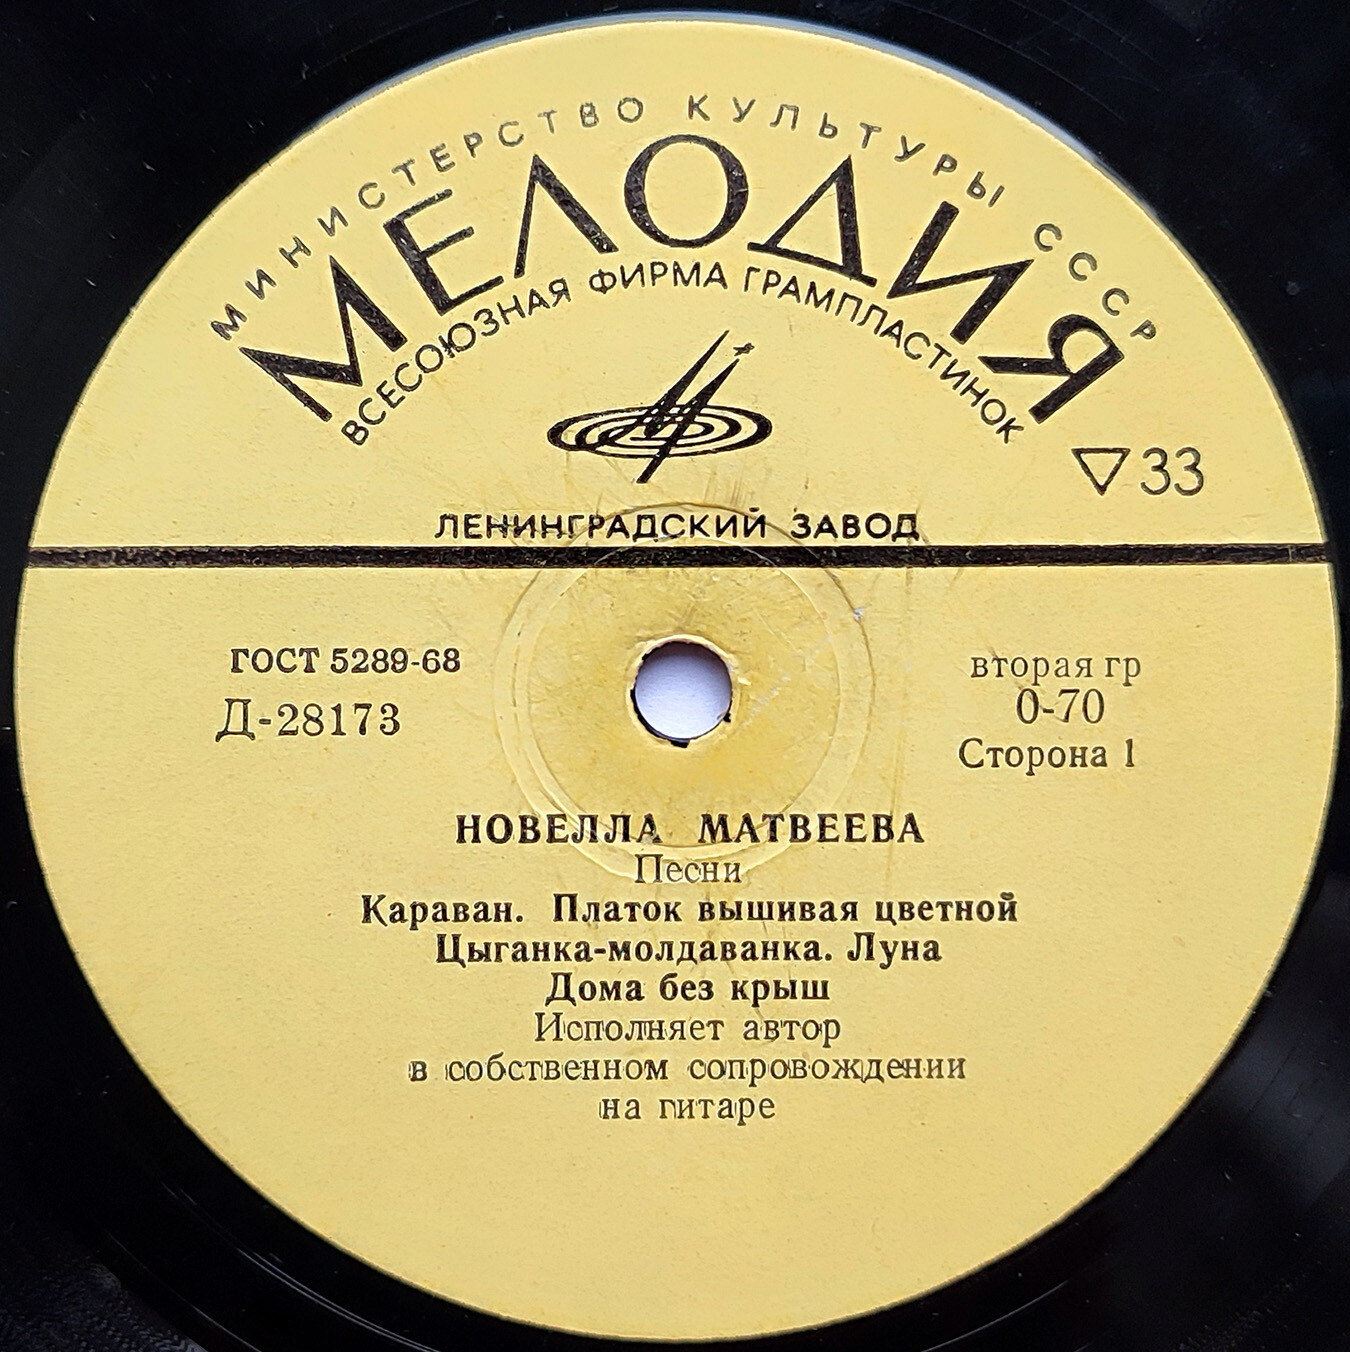 МИНИСТЕРСТВО КУЛЬТУРЫ СССР
МЕЛОДИЯ
ВСЕСОЮЗНАЯ ФИРМА ГРАМПЛАСТИНОК
▽33
ЛЕНИНГРАДСКИЙ ЗАВОД
ГОСТ 5289-68
вторая гр
Д-28173
0-70
Сторона 1
НОВЕЛЛА МАТВЕЕВА
Песни
Караван. Платок вышивая цветной
Цыганка-молдаванка. Луна
Дома без крыш
Исполняет автор
в собственном сопровождении
на гитаре